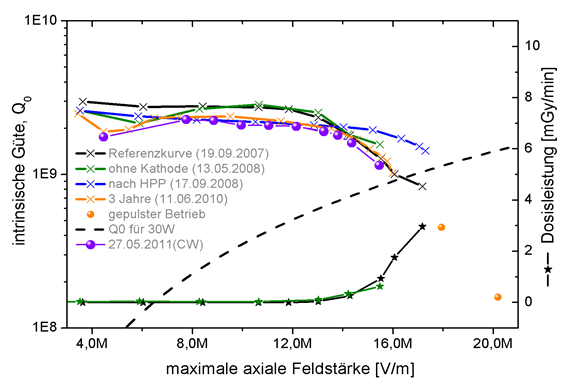 1E10
1E9
1E8
intrinsische Güte, Q0
Referenzkurve (19.09.2007)
ohne Kathode (13.05.2008)
nach HPP (17.09.2008)
3 Jahre (11.06.2010)
gepulster Betrieb
Q0 für 30W
27.05.2011(CW)
10
8
6
4
2
0
Dosisleistung [mGy/min]
4,0M 8,0M 12,0M 16,0M 20,0M
maximale axiale Feldstärke [V/m]